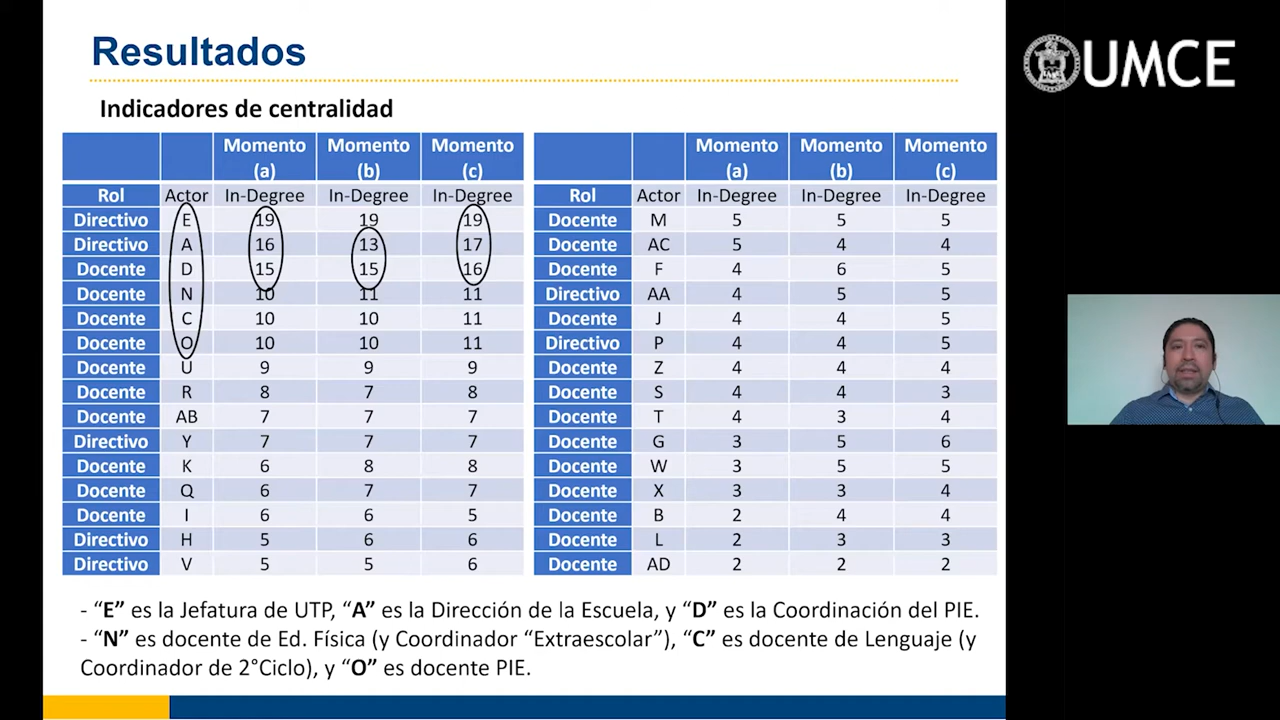 Resultados
UMCE
Indicadores de centralidad
Momento (a) Momento (b) Momento (c)
Rol Actor In-Degree In-Degree In-Degree
Directivo E 19 19 19
Directivo A 16 13 17
Docente D 15 15 16
Docente N 10 11 11
Docente C 10 10 11
Docente O 10 10 11
Docente U 9 9 9
Docente R 8 7 8
Docente AB 7 7 7
Directivo Y 7 7 7
Docente K 6 8 8
Docente Q 6 7 7
Docente I 6 6 5
Directivo H 5 6 6
Directivo V 5 5 6
Momento (a) Momento (b) Momento (c)
Rol Actor In-Degree In-Degree In-Degree
Docente M 5 5 5
Docente AC 5 4 4
Docente F 4 6 5
Directivo AA 4 5 5
Docente J 4 4 5
Directivo P 4 4 5
Docente Z 4 4 4
Docente S 4 4 3
Docente T 4 3 4
Docente G 3 5 6
Docente W 3 5 5
Docente X 3 3 4
Docente B 2 4 4
Docente L 2 3 3
Docente AD 2 2 2
- “E” es la Jefatura de UTP, “A” es la Dirección de la Escuela, y “D” es la Coordinación del PIE.
- “N” es docente de Ed. Física (y Coordinador “Extraescolar”), “C” es docente de Lenguaje (y
Coordinador de 2°Ciclo), y “O” es docente PIE.